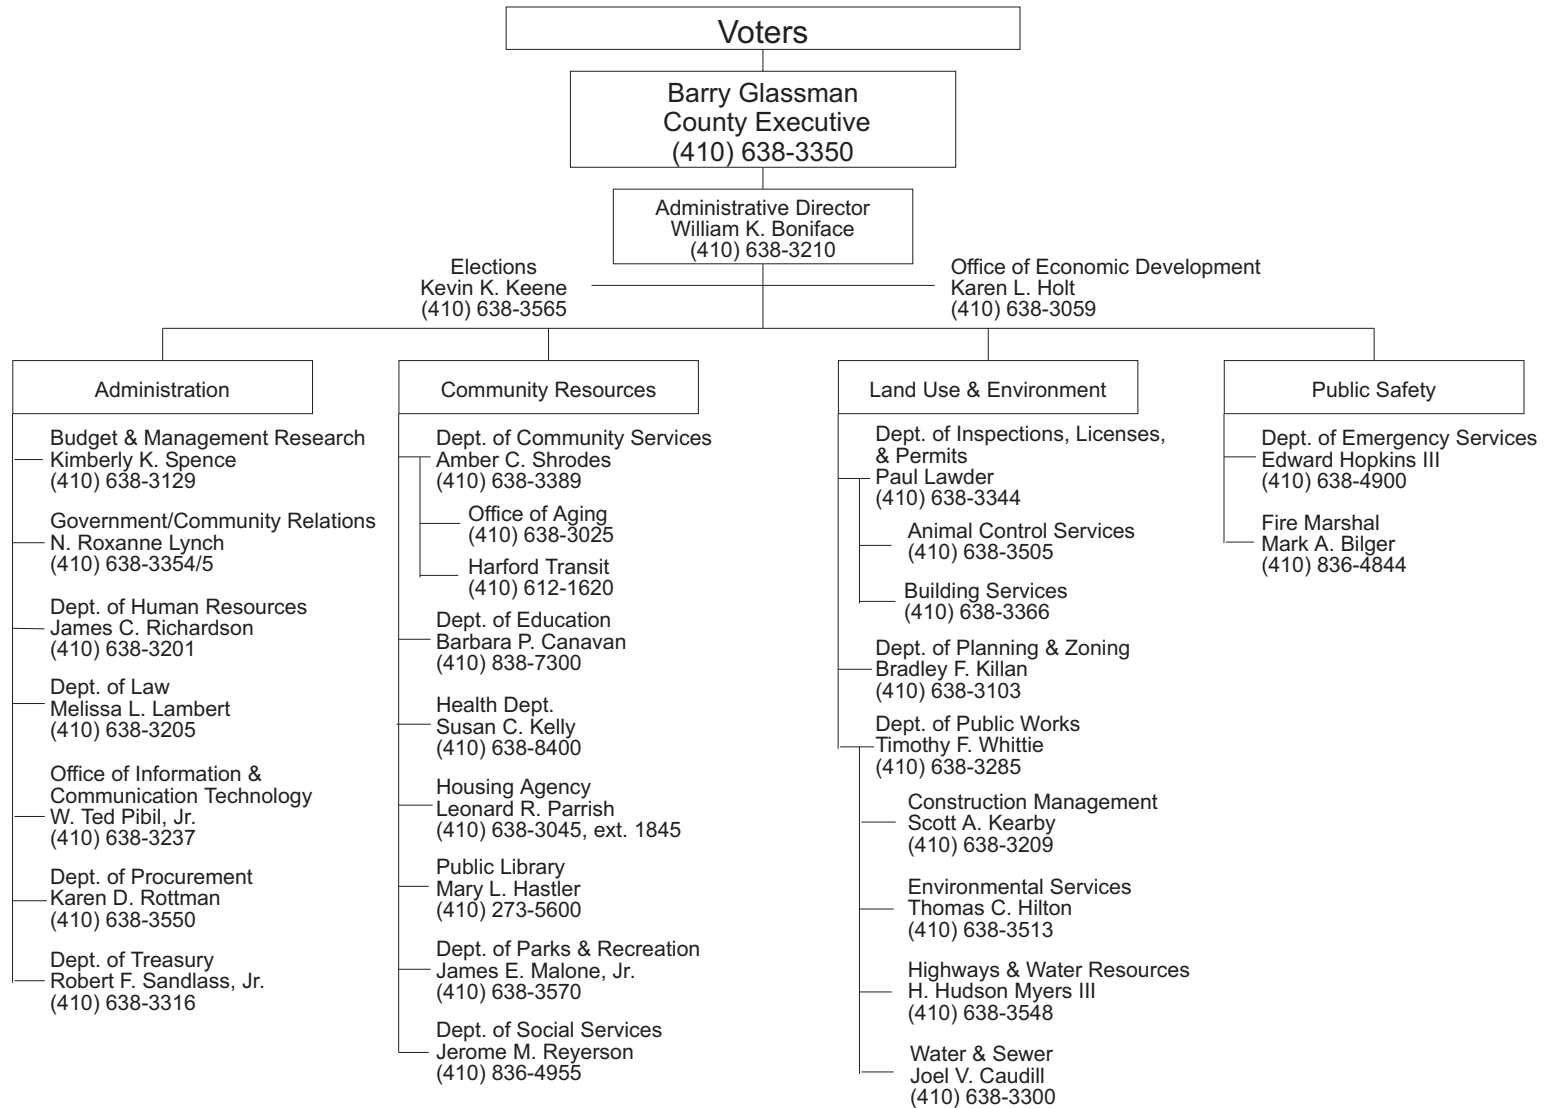 Voters
Barry Glassman
County Executive
(410) 638-3350
Administrative Director
William K. Boniface
(410) 638-3210
Elections
Kevin K. Keene
(410) 638-3565
Office of Economic Development
Karen L. Holt
(410) 638-3059
Administration
Budget & Management Research
Kimberly K. Spence
(410) 638-3129
Government/Community Relations
N. Roxanne Lynch
(410) 638-3354/5
Dept. of Human Resources
James C. Richardson
(410) 638-3201
Dept. of Law
Melissa L. Lambert
(410) 638-3205
Office of Information &
Communication Technology
W. Ted Pibil, Jr.
(410) 638-3237
Dept. of Procurement
Karen D. Rottman
(410) 638-3550
Dept. of Treasury
Robert F. Sandlass, Jr.
(410) 638-3316
Community Resources
Dept. of Community Services
Amber C. Shrodes
(410) 638-3389
Office of Aging
(410) 638-3025
Harford Transit
(410) 612-1620
Dept. of Education
Barbara P. Canavan
(410) 838-7300
Health Dept.
Susan C. Kelly
(410) 638-8400
Housing Agency
Leonard R. Parrish
(410) 638-3045, ext. 1845
Public Library
Mary L. Hastler
(410) 273-5600
Dept. of Parks & Recreation
James E. Malone, Jr.
(410) 638-3570
Dept. of Social Services
Jerome M. Reyerson
(410) 836-4955
Land Use & Environment
Dept. of Inspections, Licenses,
& Permits
Paul Lawder
(410) 638-3344
Animal Control Services
(410) 638-3505
Building Services
(410) 638-3366
Dept. of Planning & Zoning
Bradley F. Killan
(410) 638-3103
Dept. of Public Works
Timothy F. Whittie
(410) 638-3285
Construction Management
Scott A. Kearby
(410) 638-3209
Environmental Services
Thomas C. Hilton
(410) 638-3513
Highways & Water Resources
H. Hudson Myers III
(410) 638-3548
Water & Sewer
Joel V. Caudill
(410) 638-3300
Public Safety
Dept. of Emergency Services
Edward Hopkins III
(410) 638-4900
Fire Marshal
Mark A. Bilger
(410) 836-4844